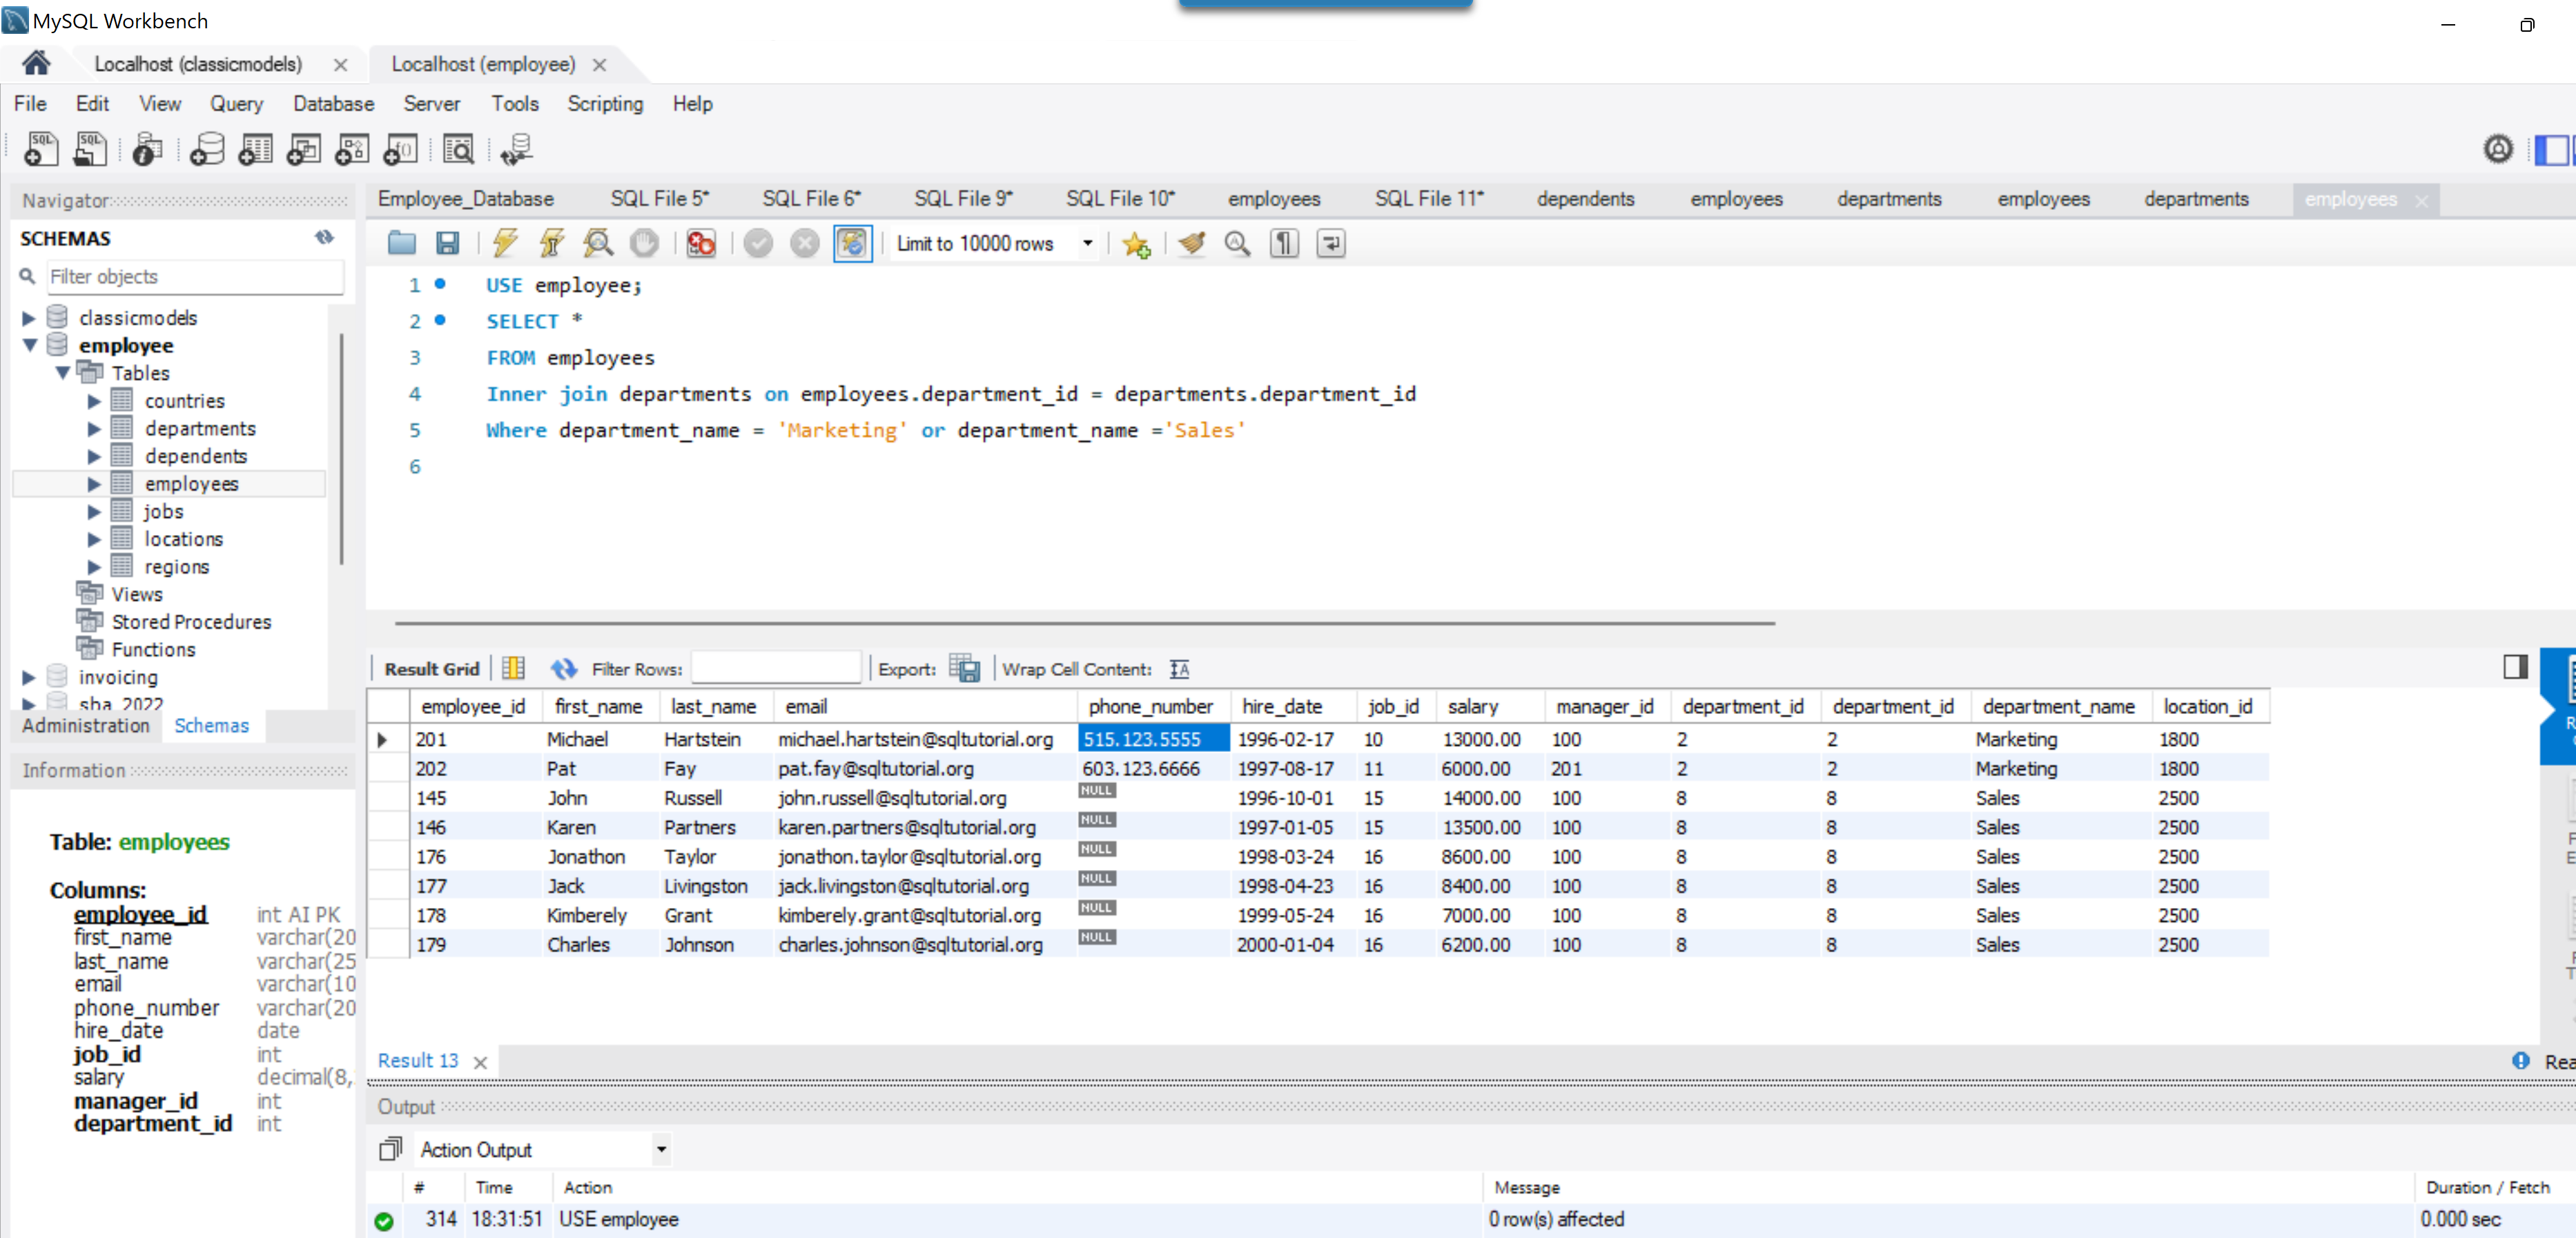 MySQL Workbench
Localhost (classicmodels) Localhost (employee)
File Edit View Query Database Server Tools Scripting Help
Navigator
SCHEMAS
Filter objects
classicmodels
employee
Tables
countries
departments
dependents
employees
jobs
locations
regions
Views
Stored Procedures
Functions
invoicing
sba_2022
Administration Schemas
Information
Table: employees
Columns:
employee_id int AI PK
first_name varchar(20
last_name varchar(25
email varchar(10
phone_number varchar(20
hire_date date
job_id int
salary decimal(8,
manager_id int
department_id int
Employee_Database SQL File 5* SQL File 6* SQL File 9* SQL File 10* employees SQL File 11* dependents employees departments employees departments employees
Limit to 10000 rows
1 USE employee;
2 SELECT *
3 FROM employees
4 Inner join departments on employees.department_id = departments.department_id
5 Where department_name = 'Marketing' or department_name ='Sales'
6
Result Grid Filter Rows: Export: Wrap Cell Content:
employee_id first_name last_name email phone_number hire_date job_id salary manager_id department_id department_id department_name location_id
201 Michael Hartstein michael.hartstein@sqltutorial.org 515.123.5555 1996-02-17 10 13000.00 100 2 2 Marketing 1800
202 Pat Fay pat.fay@sqltutorial.org 603.123.6666 1997-08-17 11 6000.00 201 2 2 Marketing 1800
145 John Russell john.russell@sqltutorial.org NULL 1996-10-01 15 14000.00 100 8 8 Sales 2500
146 Karen Partners karen.partners@sqltutorial.org NULL 1997-01-05 15 13500.00 100 8 8 Sales 2500
176 Jonathon Taylor jonathon.taylor@sqltutorial.org NULL 1998-03-24 16 8600.00 100 8 8 Sales 2500
177 Jack Livingston jack.livingston@sqltutorial.org NULL 1998-04-23 16 8400.00 100 8 8 Sales 2500
178 Kimberely Grant kimberely.grant@sqltutorial.org NULL 1999-05-24 16 7000.00 100 8 8 Sales 2500
179 Charles Johnson charles.johnson@sqltutorial.org NULL 2000-01-04 16 6200.00 100 8 8 Sales 2500
Result 13
Output
Action Output
# Time Action Message Duration / Fetch
314 18:31:51 USE employee 0 row(s) affected 0.000 sec